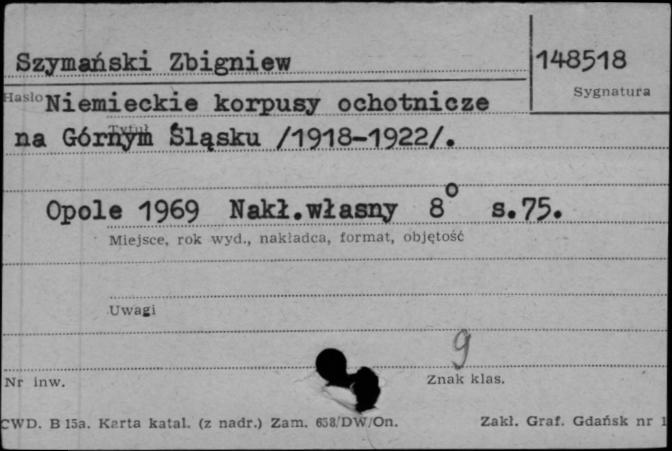 Szymański Zbigniew
148518
Hasło
Sygnatura
Niemieckie korpusy ochotnicze
Tytuł
na Górnym Śląsku /1918-1922/.
Opole 1969 Nakł.własny 8° s.75.
Miejsce, rok wyd., nakładca, format, objętość
Uwagi
9
Nr inw.
Znak klas.
CWD. B 15a. Karta katal. (z nadr.) Zam. 658/DW/On.
Zakł. Graf. Gdańsk nr 1